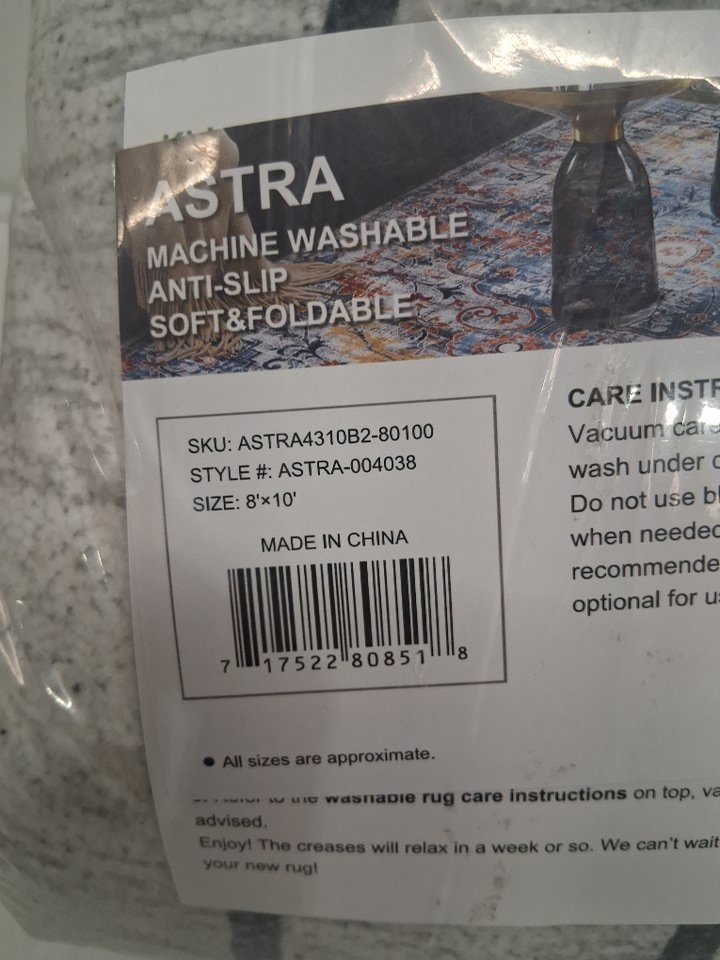 ASTRA
MACHINE WASHABLE
ANTI-SLIP
SOFT&FOLDABLE
SKU: ASTRA4310B2-80100
STYLE #: ASTRA-004038
SIZE: 8'×10'
MADE IN CHINA
7 17522 80851 8
CARE INSTR
Vacuum
wash under
Do not use
when needed
recommende
optional for
• All sizes are approximate.
to the washable rug care instructions on top,
advised.
Enjoy! The creases will relax in a week or so. We can't wait
your new rug!